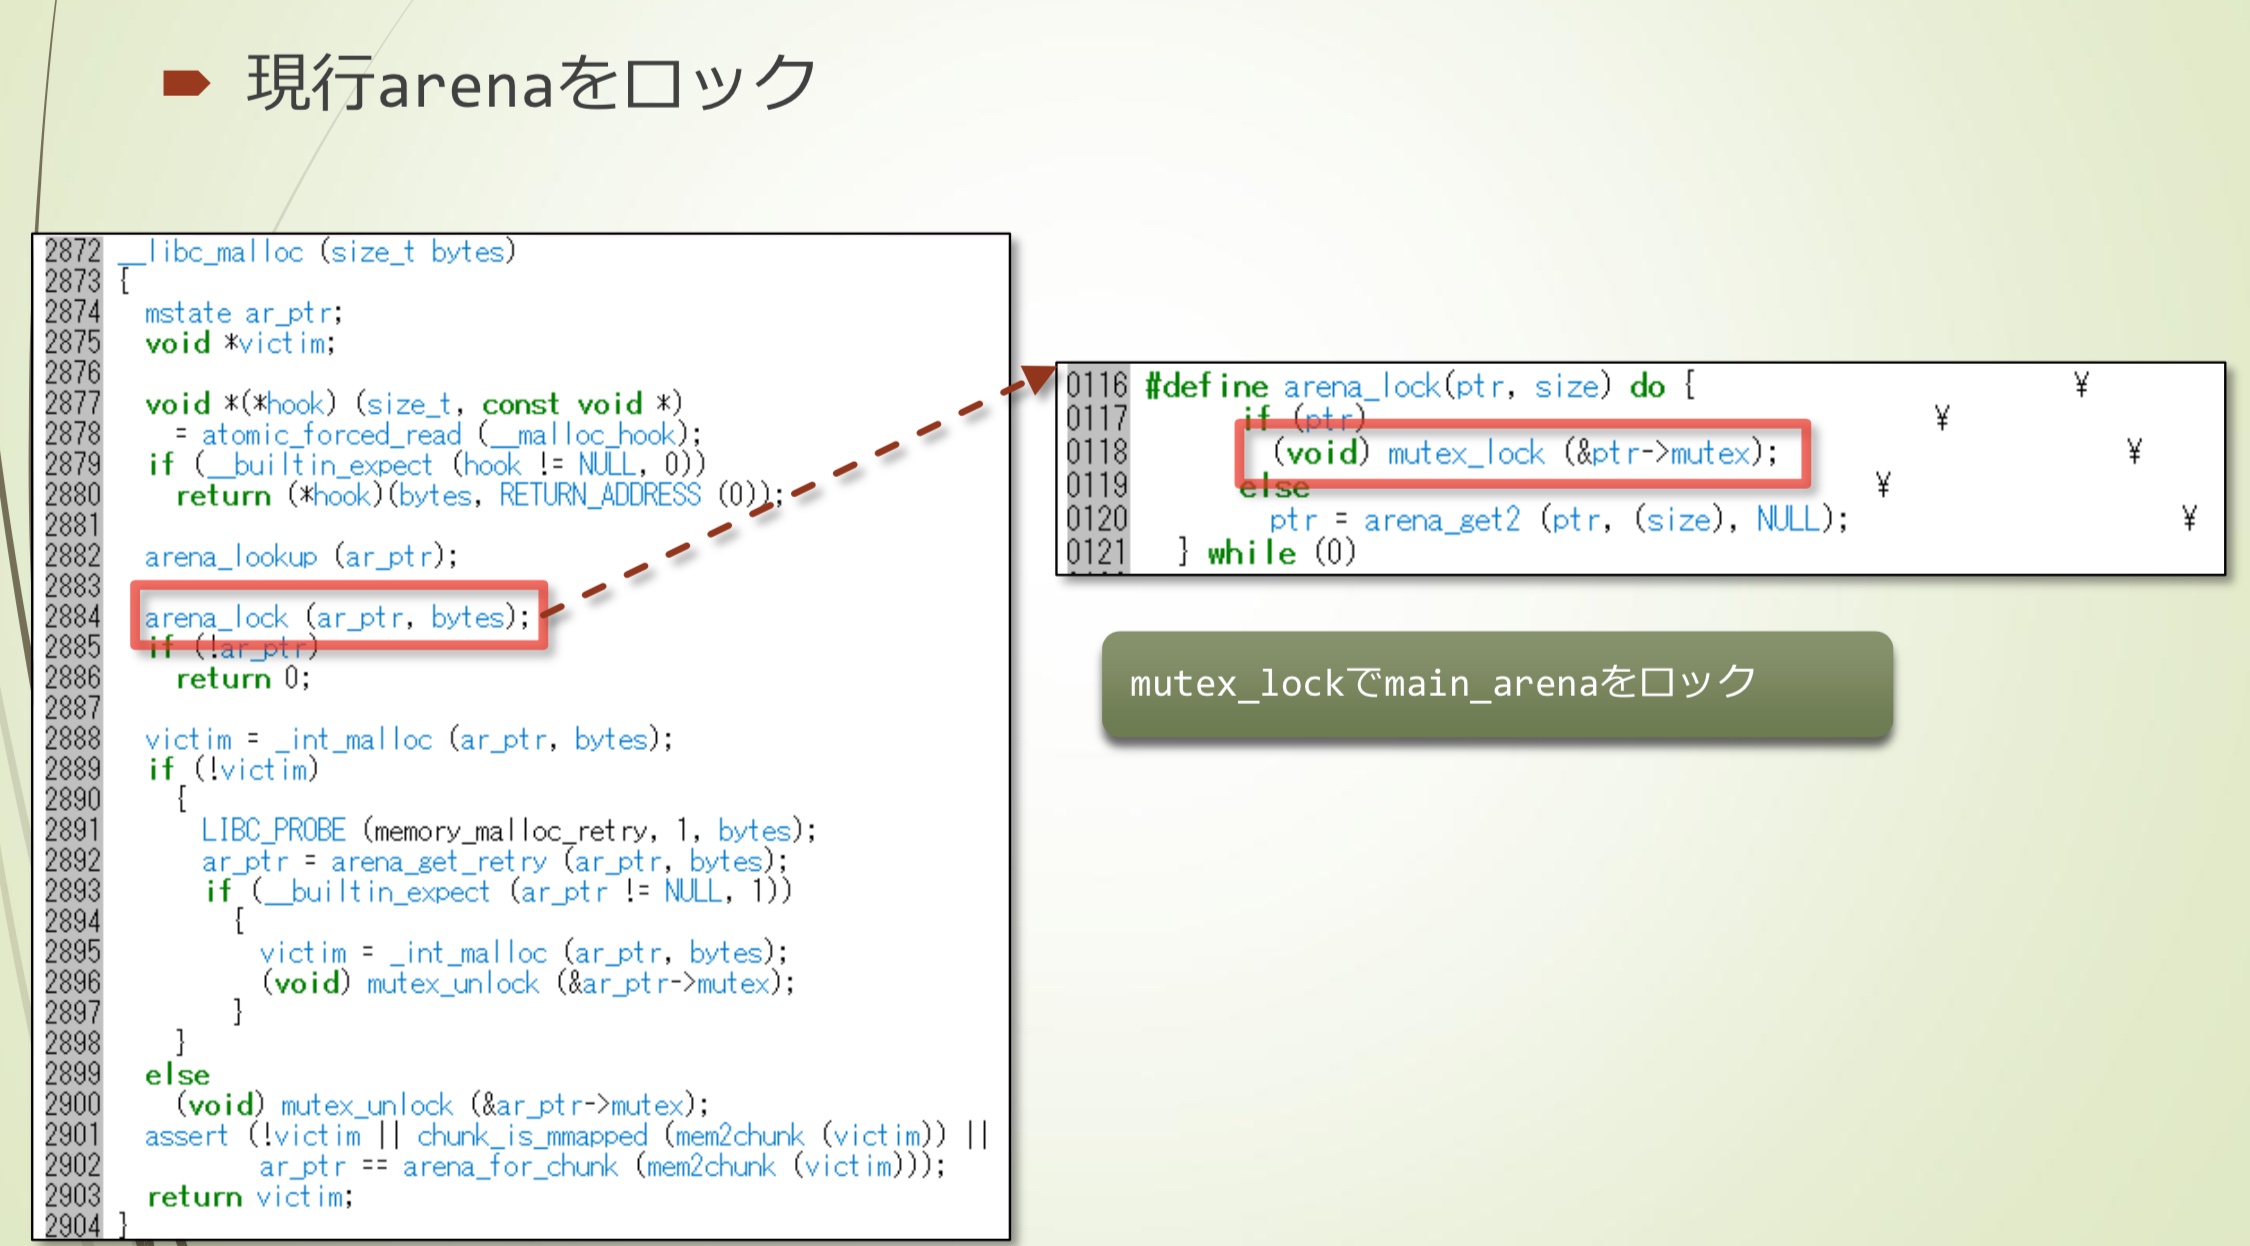 現行arenaをロック
2872 __libc_malloc (size_t bytes)
2873 {
2874 mstate ar_ptr;
2875 void *victim;
2876
2877 void *(*hook) (size_t, const void *)
2878 = atomic_forced_read (__malloc_hook);
2879 if (__builtin_expect (hook != NULL, 0))
2880 return (*hook)(bytes, RETURN_ADDRESS (0));
2881
2882 arena_lookup (ar_ptr);
2883
2884 arena_lock (ar_ptr, bytes);
2885 if (!ar_ptr)
2886 return 0;
2887
2888 victim = _int_malloc (ar_ptr, bytes);
2889 if (!victim)
2890 {
2891 LIBC_PROBE (memory_malloc_retry, 1, bytes);
2892 ar_ptr = arena_get_retry (ar_ptr, bytes);
2893 if (__builtin_expect (ar_ptr != NULL, 1))
2894 {
2895 victim = _int_malloc (ar_ptr, bytes);
2896 (void) mutex_unlock (&ar_ptr->mutex);
2897 }
2898 }
2899 else
2900 (void) mutex_unlock (&ar_ptr->mutex);
2901 assert (!victim || chunk_is_mmapped (mem2chunk (victim)) ||
2902 ar_ptr == arena_for_chunk (mem2chunk (victim)));
2903 return victim;
2904 }
0116 #define arena_lock(ptr, size) do { ¥
0117 if (ptr) ¥
0118 (void) mutex_lock (&ptr->mutex); ¥
0119 else ¥
0120 ptr = arena_get2 (ptr, (size), NULL); ¥
0121 } while (0)
mutex_lockでmain_arenaをロック